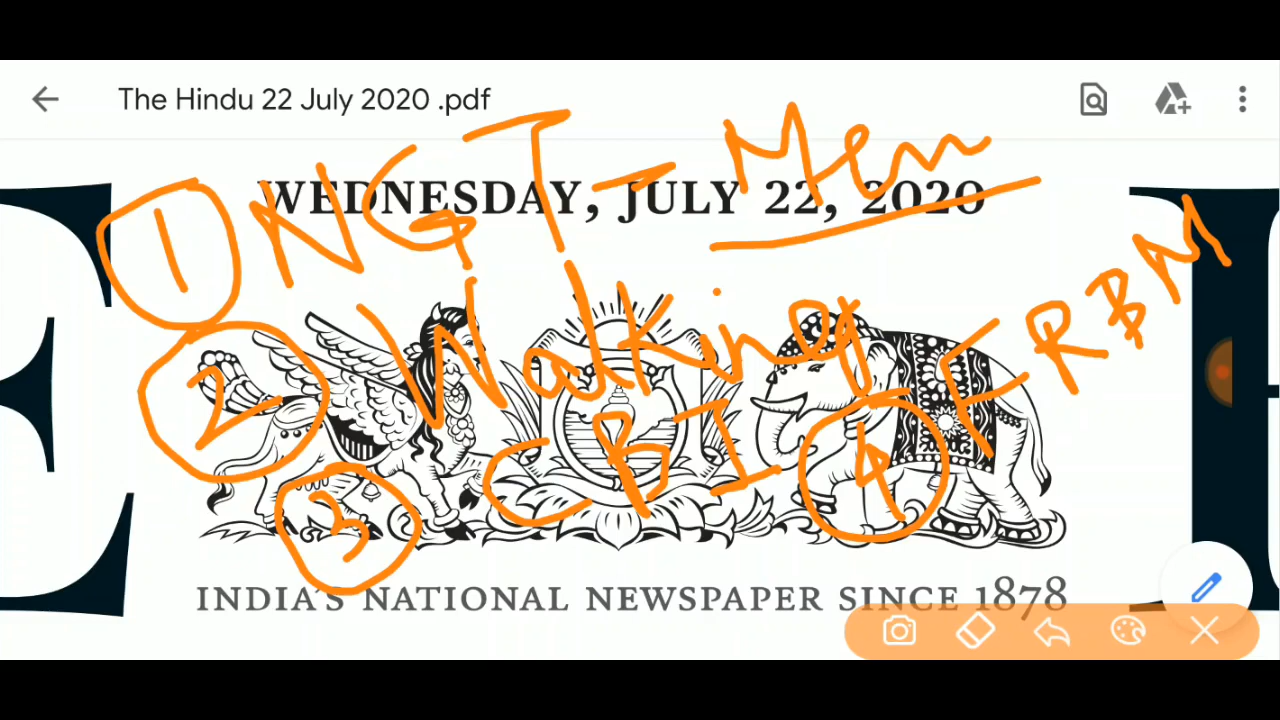 The Hindu 22 July 2020 .pdf
WEDNESDAY, JULY 22, 2020
1 NGT - Mem
2 Walking
3 CBI
4 FRBM
INDIA'S NATIONAL NEWSPAPER SINCE 1878